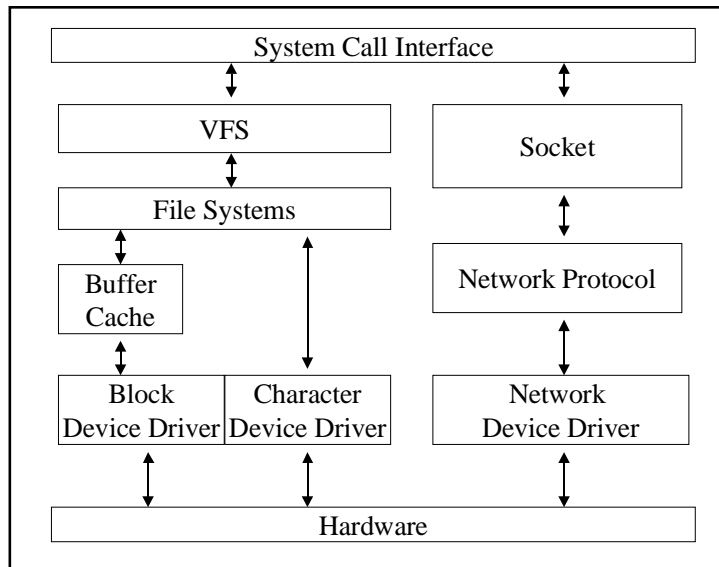 System Call Interface
VFS
Socket
File Systems
Buffer
Cache
Network Protocol
Block
Device Driver
Character
Device Driver
Network
Device Driver
Hardware